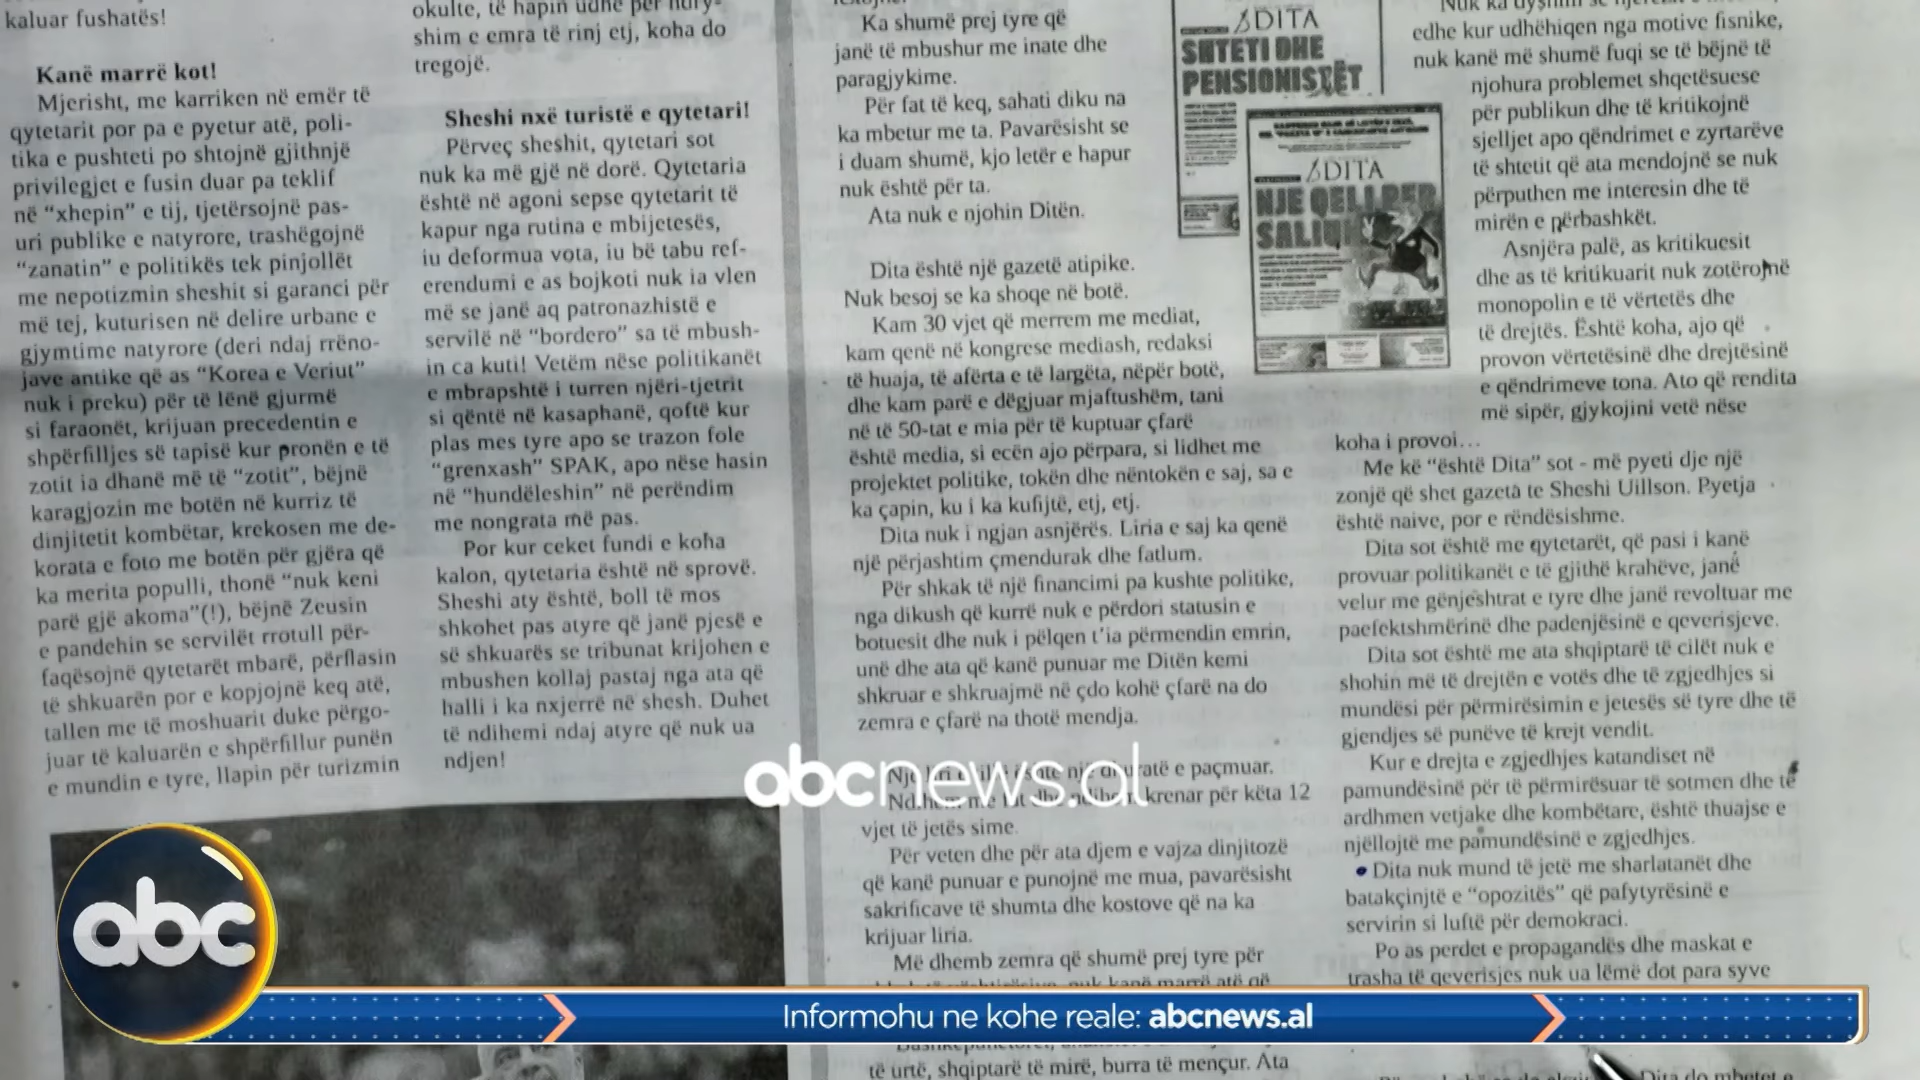 kaluar fushatës!
Kanë marrë kot!
Mjerisht, me karriken në emër të
qytetarit por pa e pyetur atë, poli-
tika e pushteti po shtojnë gjithnjë
privilegjet e fusin duar pa teklif
në “xhepin” e tij, tjetërsojnë pas-
uri publike e natyrore, trashëgojnë
“zanatin” e politikës tek pinjollët
me nepotizmin sheshit si garanci për
më tej, kuturisen në delire urbane e
gjymtime natyrore (deri ndaj rrëno-
jave antike që as “Korea e Veriut”
nuk i preku) për të lënë gjurmë
si faraonët, krijuan precedentin e
shpërfilljes së tapisë kur pronën e të
zotit ia dhanë më të “zotit”, bëjnë
karagjozin me botën në kurriz të
dinjitetit kombëtar, krekosen me de-
korata e foto me botën për gjëra që
ka merita populli, thonë “nuk keni
parë gjë akoma”(!), bëjnë Zeusin
e pandehin se servilët rrotull për-
faqësojnë qytetarët mbarë, përflasin
të shkuarën por e kopjojnë keq atë,
tallen me të moshuarit duke përgo-
juar të kaluarën e shpërfillur punën
e mundin e tyre, llapin për turizmin
okulte, të hapin udhë për ndry-
shim e emra të rinj etj, koha do
tregojë.
Sheshi nxë turistë e qytetari!
Përveç sheshit, qytetari sot
nuk ka më gjë në dorë. Qytetaria
është në agoni sepse qytetarit të
kapur nga rutina e mbijetesës,
iu deformua vota, iu bë tabu ref-
erendumi e as bojkoti nuk ia vlen
më se janë aq patronazhistë e
servilë në “bordero” sa të mbush-
in ca kuti! Vetëm nëse politikanët
e mbrapshtë i turren njëri-tjetrit
si qëntë në kasaphanë, qoftë kur
plas mes tyre apo se trazon fole
“grenxash” SPAK, apo nëse hasin
në “hundëleshin” në perëndim
me nongrata më pas.
Por kur ceket fundi e koha
kalon, qytetaria është në sprovë.
Sheshi aty është, boll të mos
shkohet pas atyre që janë pjesë e
së shkuarës se tribunat krijohen e
mbushen kollaj pastaj nga ata që
halli i ka nxjerrë në shesh. Duhet
të ndihemi ndaj atyre që nuk ua
ndjen!
Ka shumë prej tyre që
janë të mbushur me inate dhe
paragjykime.
Për fat të keq, sahati diku na
ka mbetur me ta. Pavarësisht se
i duam shumë, kjo letër e hapur
nuk është për ta.
Ata nuk e njohin Ditën.
Dita është një gazetë atipike.
Nuk besoj se ka shoqe në botë.
Kam 30 vjet që merrem me mediat,
kam qenë në kongrese mediash, redaksi
të huaja, të afërta e të largëta, nëpër botë,
dhe kam parë e dëgjuar mjaftushëm, tani
në të 50-tat e mia për të kuptuar çfarë
është media, si ecën ajo përpara, si lidhet me
projektet politike, tokën dhe nëntokën e saj, sa e
ka çapin, ku i ka kufijtë, etj, etj.
Dita nuk i ngjan asnjërës. Liria e saj ka qenë
një përjashtim çmendurak dhe fatlum.
Për shkak të një financimi pa kushte politike,
nga dikush që kurrë nuk e përdori statusin e
botuesit dhe nuk i pëlqen t’ia përmendin emrin,
unë dhe ata që kanë punuar me Ditën kemi
shkruar e shkruajmë në çdo kohë çfarë na do
zemra e çfarë na thotë mendja.
Një liri është një dhuratë e paçmuar.
krenar për këta 12
vjet të jetës sime.
Për veten dhe për ata djem e vajza dinjitozë
që kanë punuar e punojnë me mua, pavarësisht
sakrificave të shumta dhe kostove që na ka
krijuar liria.
Më dhemb zemra që shumë prej tyre për
nuk kanë marrë atë që
të urtë, shqiptarë të mirë, burra të mençur. Ata
DITA
SHTETI DHE
PENSIONISTËT
DITA
NJE QELI PER
SALIUN
edhe kur udhëhiqen nga motive fisnike,
nuk kanë më shumë fuqi se të bëjnë të
njohura problemet shqetësuese
për publikun dhe të kritikojnë
sjelljet apo qëndrimet e zyrtarëve
të shtetit që ata mendojnë se nuk
përputhen me interesin dhe të
mirën e përbashkët.
Asnjëra palë, as kritikuesit
dhe as të kritikuarit nuk zotërojnë
monopolin e të vërtetës dhe
të drejtës. Është koha, ajo që
provon vërtetësinë dhe drejtësinë
e qëndrimeve tona. Ato që rendita
më sipër, gjykojini vetë nëse
koha i provoi…
Me kë “është Dita” sot - më pyeti dje një
zonjë që shet gazeta te Sheshi Uillson. Pyetja
është naive, por e rëndësishme.
Dita sot është me qytetarët, që pasi i kanë
provuar politikanët e të gjithë krahëve, janë
velur me gënjeshtrat e tyre dhe janë revoltuar me
paefektshmërinë dhe padenjësinë e qeverisjeve.
Dita sot është me ata shqiptarë të cilët nuk e
shohin më të drejtën e votës dhe të zgjedhjes si
mundësi për përmirësimin e jetesës së tyre dhe të
gjendjes së punëve të krejt vendit.
Kur e drejta e zgjedhjes katandiset në
pamundësinë për të përmirësuar të sotmen dhe të
ardhmen vetjake dhe kombëtare, është thuajse e
njëllojtë me pamundësinë e zgjedhjes.
Dita nuk mund të jetë me sharlatanët dhe
batakçinjtë e “opozitës” që pafytyrësinë e
servirin si luftë për demokraci.
Po as perdet e propagandës dhe maskat e
trasha të qeverisjes nuk ua lëmë dot para syve
Dita do mbetet e
abcnews.al
abc
Informohu ne kohe reale: abcnews.al